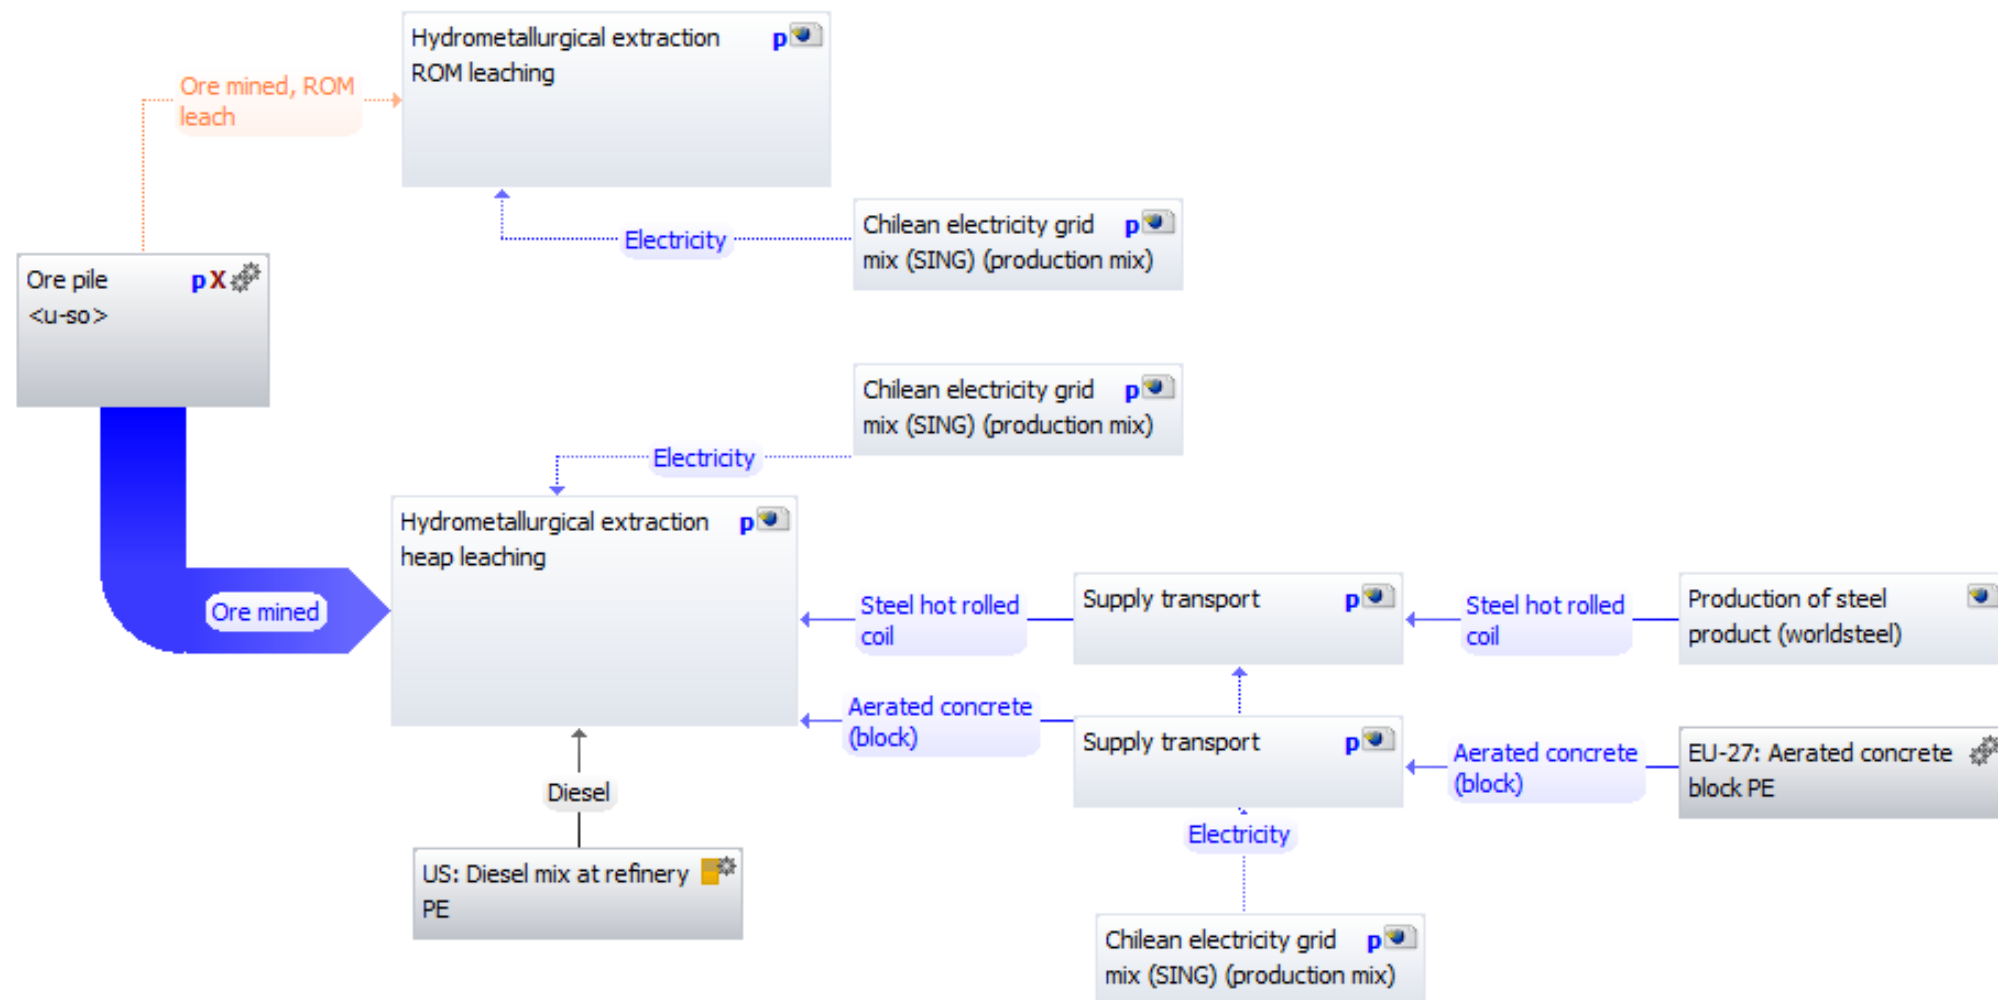 Hydrometallurgical extraction p
ROM leaching
Ore mined, ROM
leach
Electricity
Chilean electricity grid p
mix (SING) (production mix)
Ore pile pX
<u-so>
Chilean electricity grid p
mix (SING) (production mix)
Electricity
Hydrometallurgical extraction p
heap leaching
Ore mined
Steel hot rolled
coil
Supply transport p
Steel hot rolled
coil
Production of steel
product (worldsteel)
Aerated concrete
(block)
Supply transport p
Aerated concrete
(block)
EU-27: Aerated concrete
block PE
Diesel
Electricity
US: Diesel mix at refinery
PE
Chilean electricity grid p
mix (SING) (production mix)